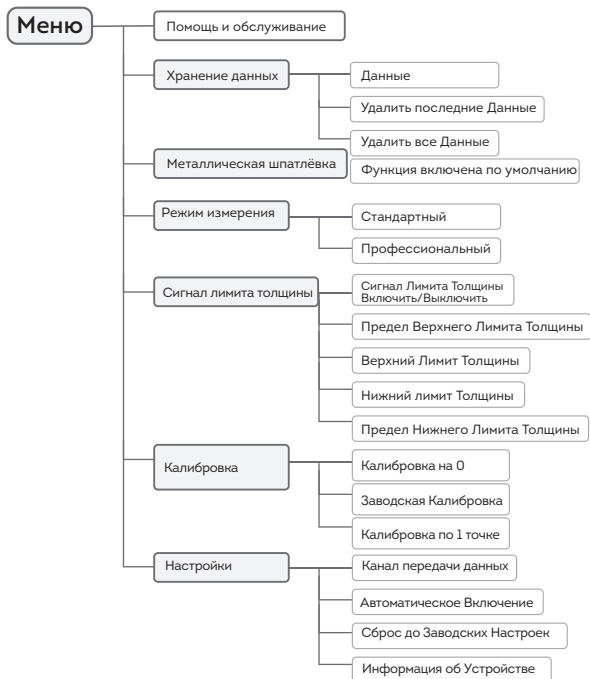 Меню
Помощь и обслуживание
Хранение данных
Данные
Удалить последние Данные
Удалить все Данные
Металлическая шпатлёвка
Функция включена по умолчанию
Режим измерения
Стандартный
Профессиональный
Сигнал лимита толщины
Сигнал Лимита Толщины
Включить/Выключить
Предел Верхнего Лимита Толщины
Верхний Лимит Толщины
Нижний лимит Толщины
Предел Нижнего Лимита Толщины
Калибровка
Калибровка на 0
Заводская Калибровка
Калибровка по 1 точке
Настройки
Канал передачи данных
Автоматическое Включение
Сброс до Заводских Настроек
Информация об Устройстве